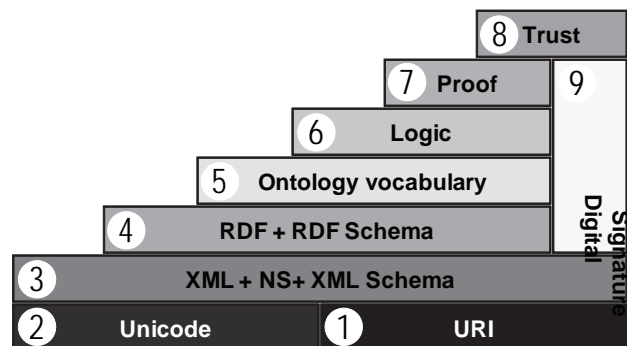 8 Trust
7 Proof
9
6 Logic
5 Ontology vocabulary
4 RDF + RDF Schema
Digital
Signature
3 XML + NS+ XML Schema
2 Unicode
1 URI